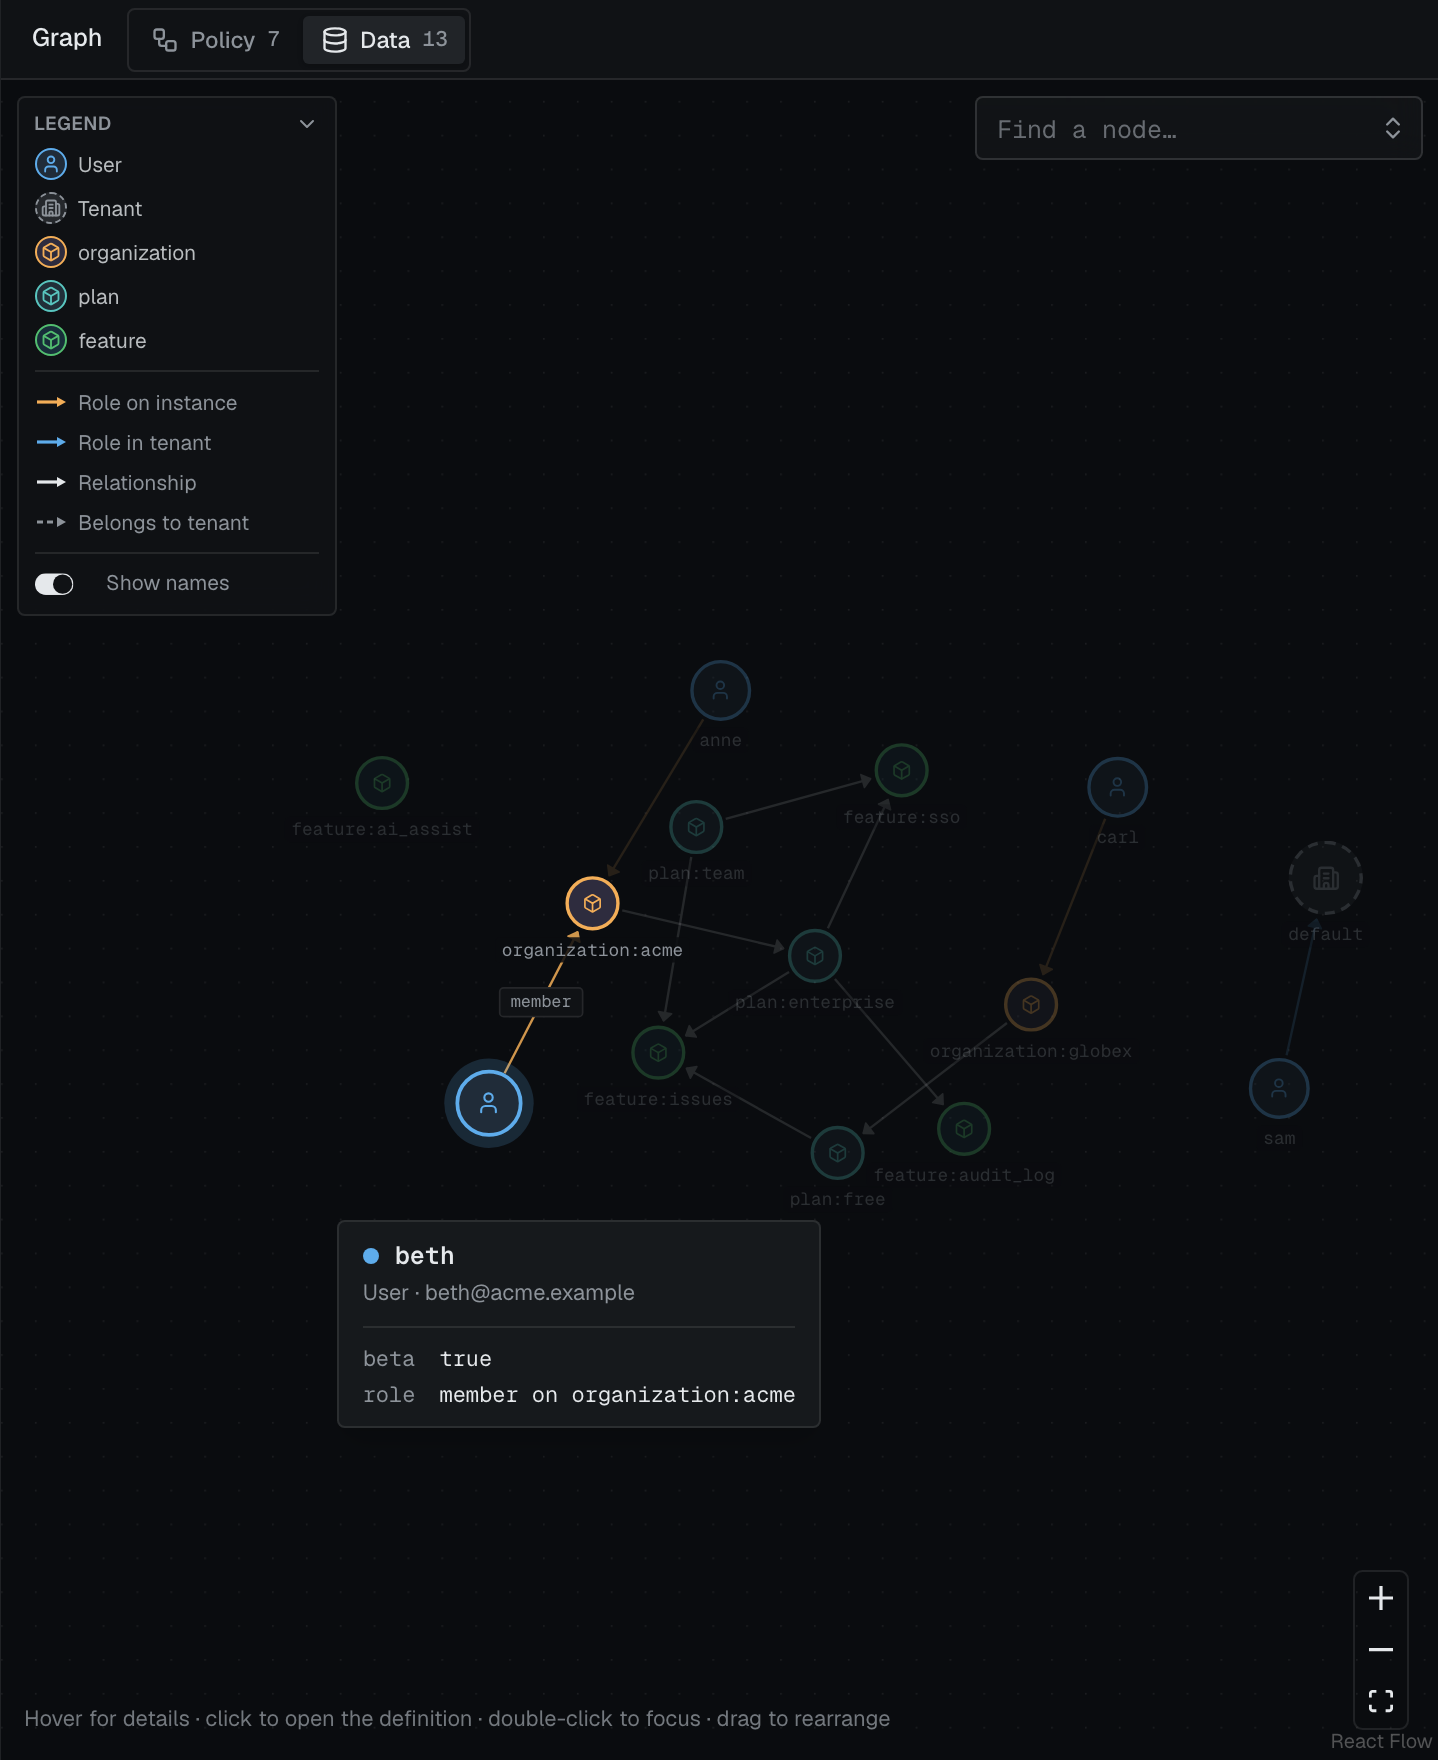 Graph
Policy 7
Data 13
LEGEND
User
Tenant
organization
plan
feature
Role on instance
Role in tenant
Relationship
Belongs to tenant
Show names
Find a node…
anne
feature:ai_assist
feature:sso
carl
plan:team
default
organization:acme
member
plan:enterprise
organization:globex
feature:issues
sam
feature:audit_log
plan:free
beth
User · beth@acme.example
beta true
role member on organization:acme
Hover for details · click to open the definition · double-click to focus · drag to rearrange
React Flow